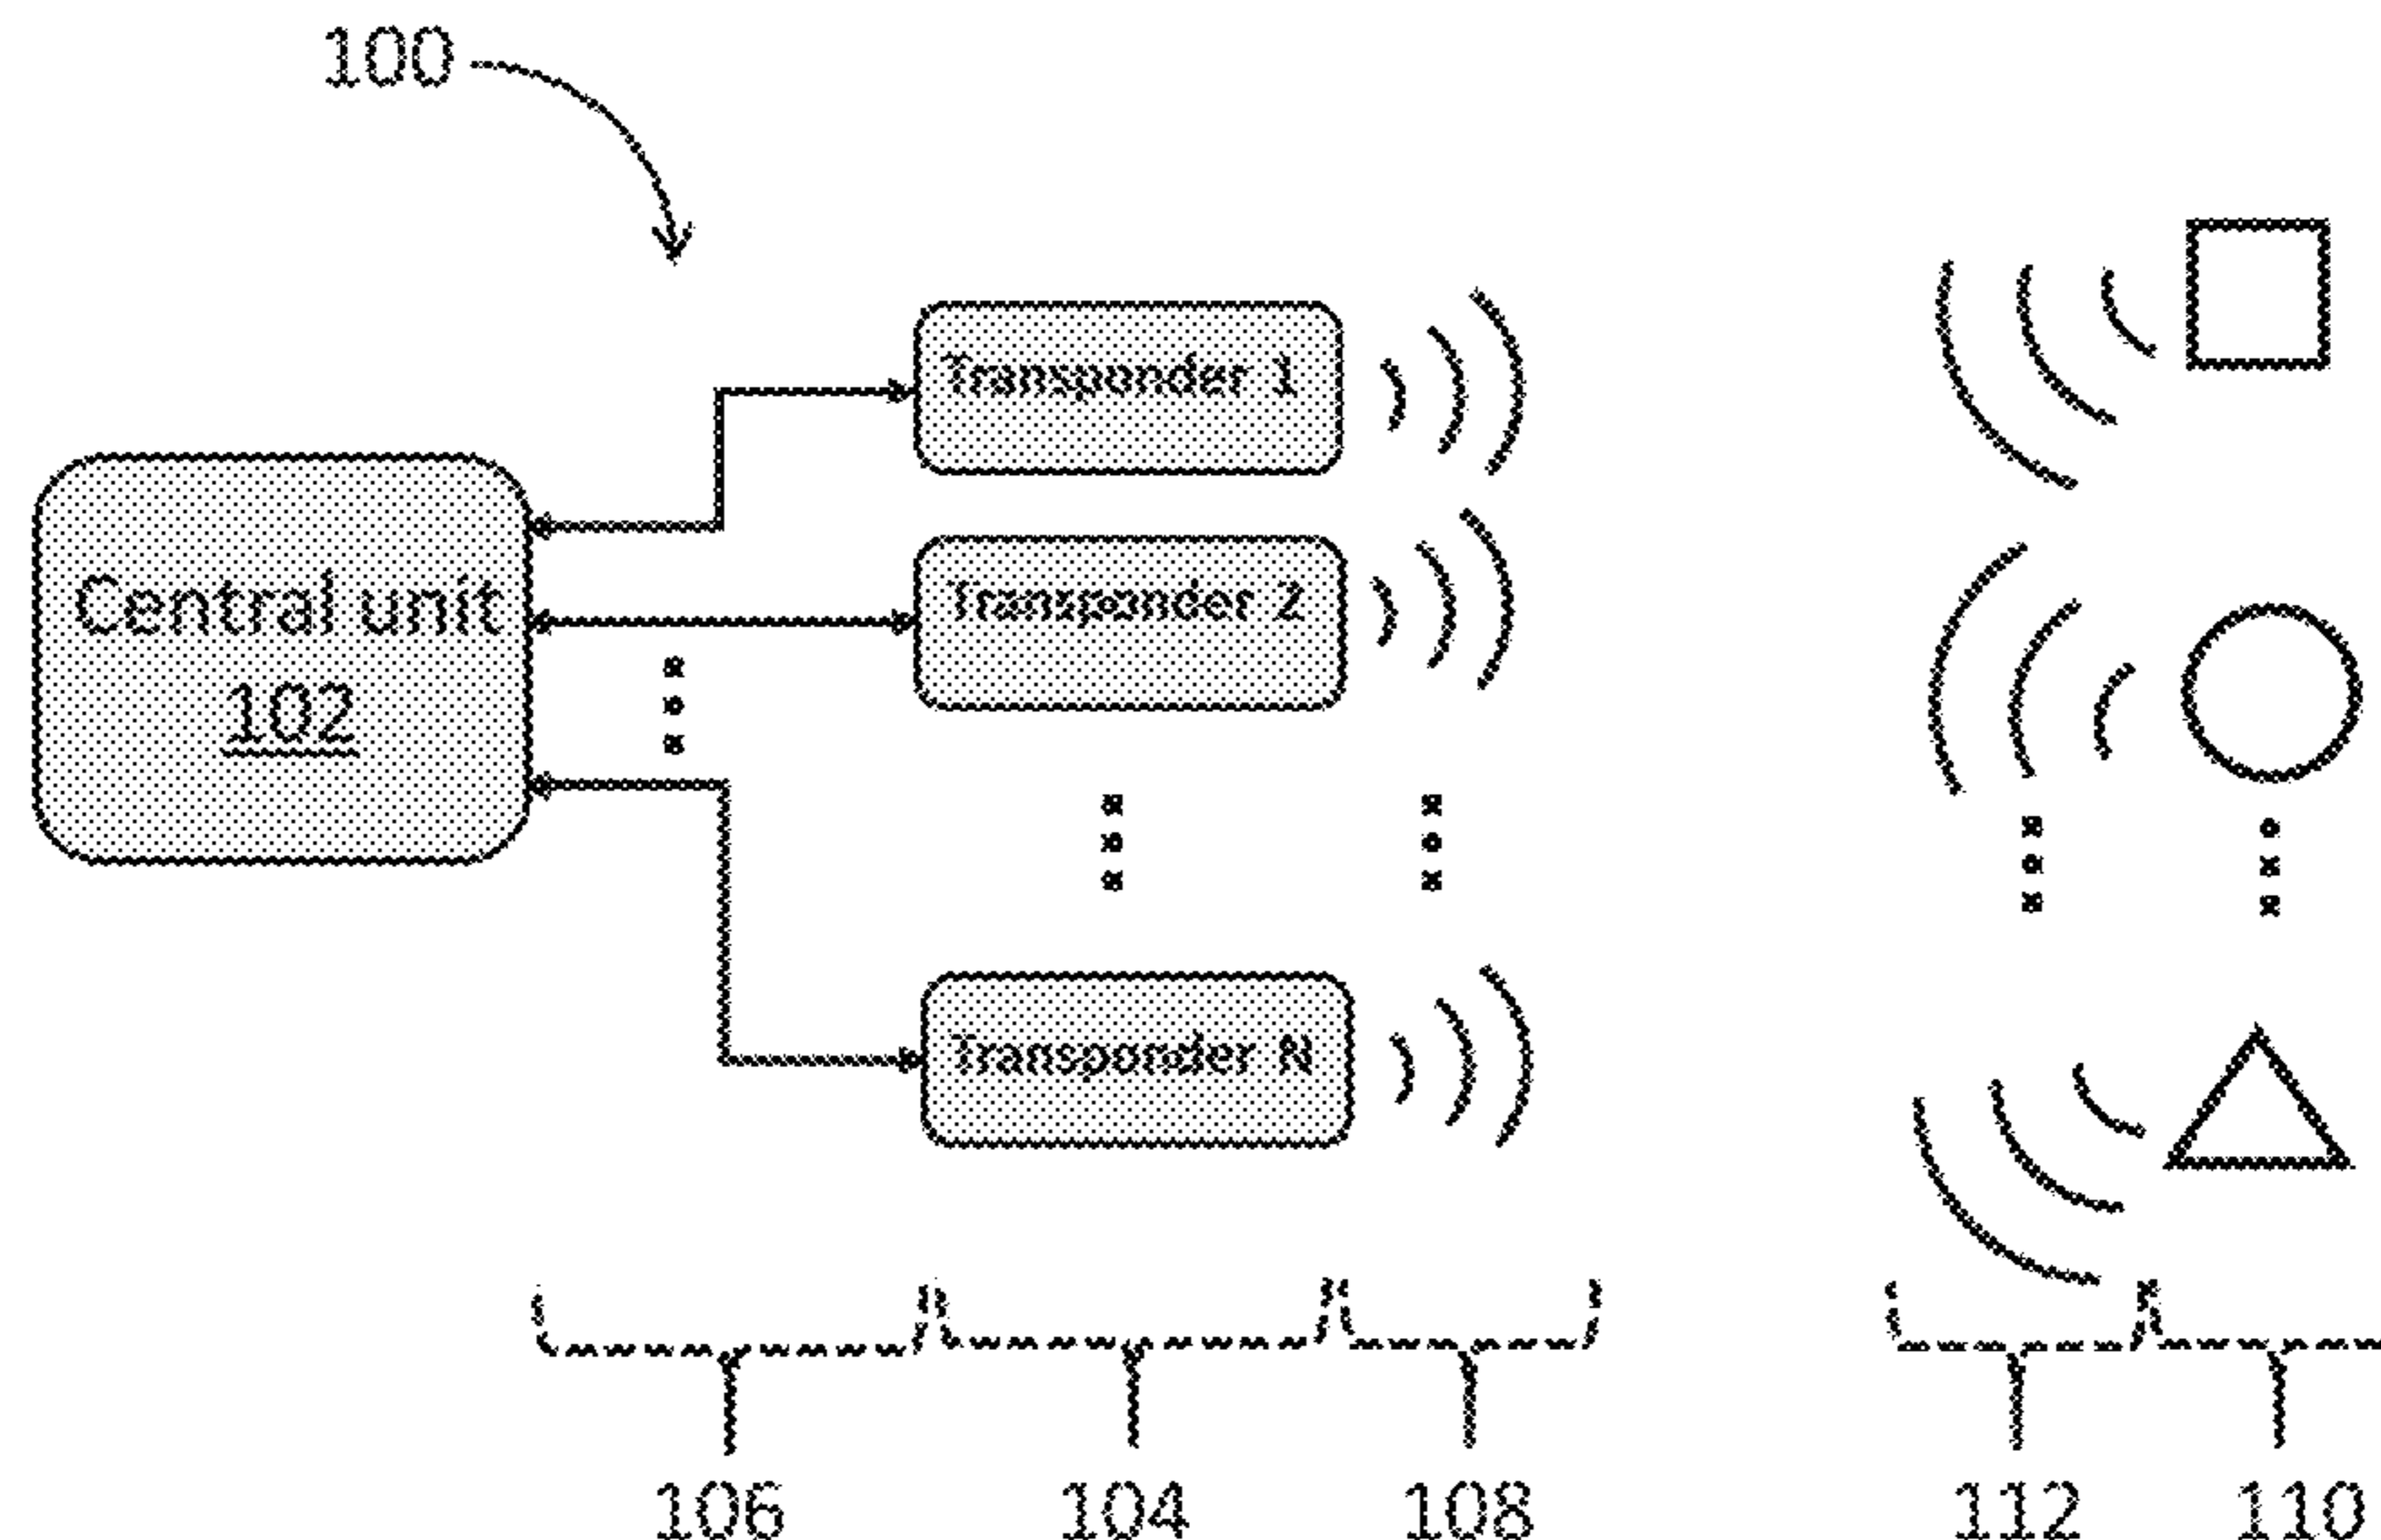 100
Transponder 1
Central unit
102
Transponder 2
Transponder N
106 104 108 112 110